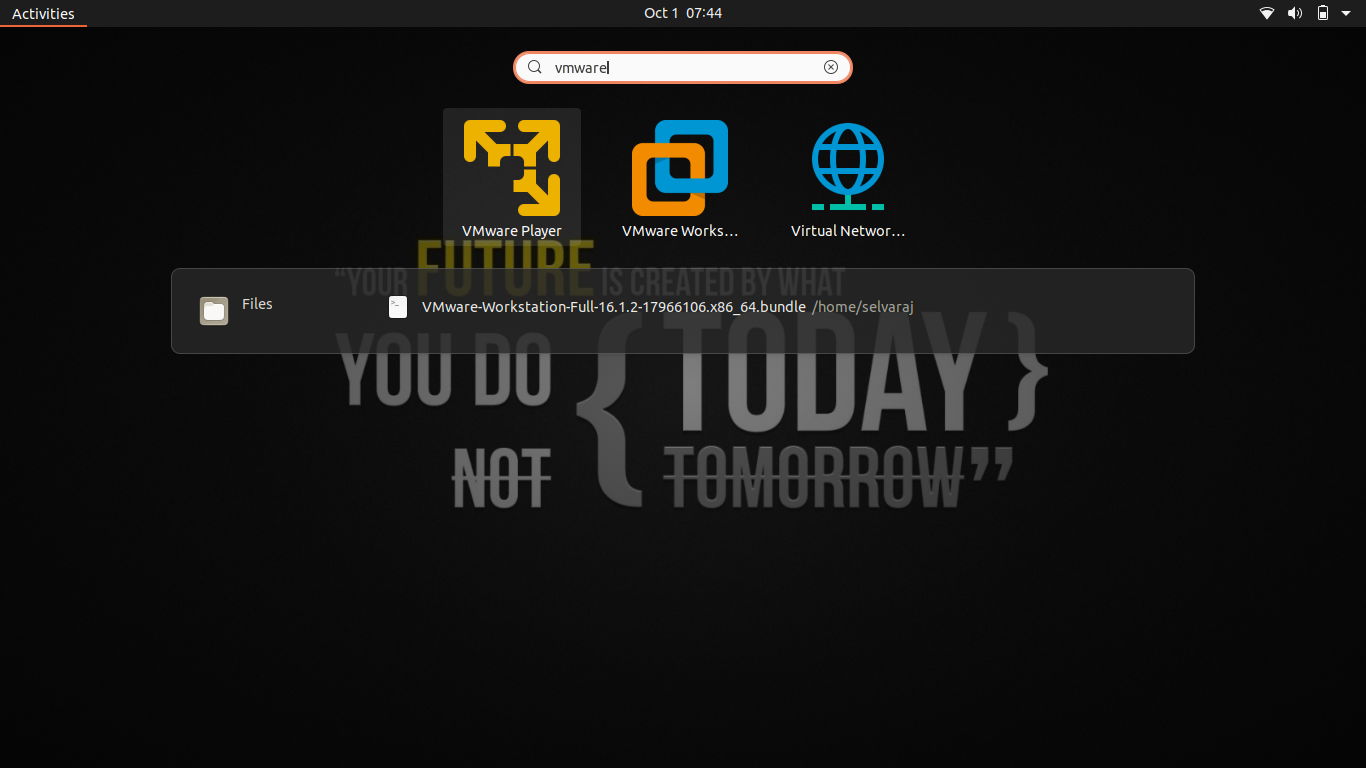 Activities
Oct 1 07:44
vmware
VMware Player
VMware Works...
Virtual Networ...
Files
VMware-Workstation-Full-16.1.2-17966106.x86_64.bundle /home/selvaraj
“YOUR FUTURE IS CREATED BY WHAT
YOU DO { TODAY }
NOT TOMORROW”